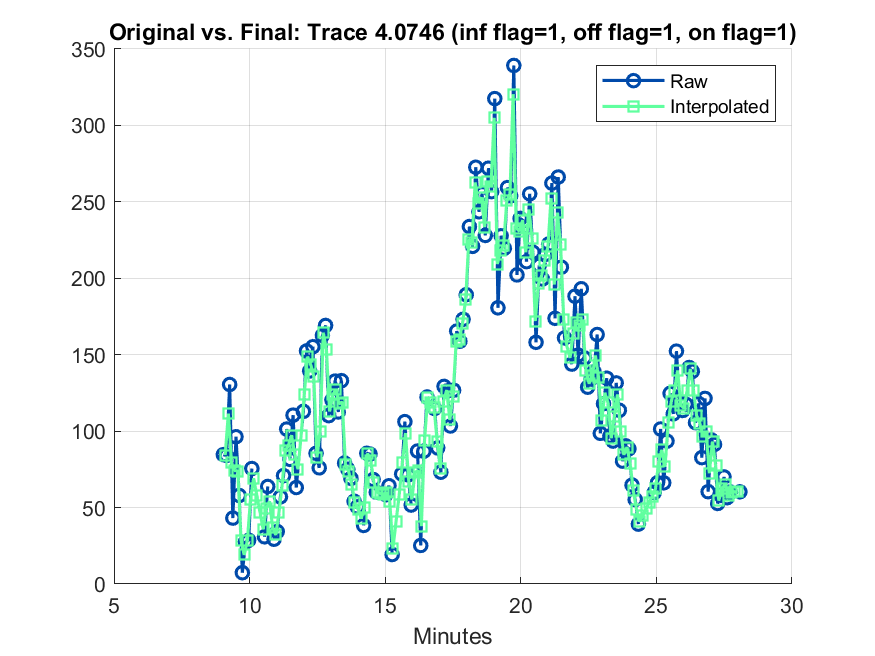 Original vs. Final: Trace 4.0746 (inf flag=1, off flag=1, on flag=1)
350
300
250
200
150
100
50
0
Raw
Interpolated
5 10 15 20 25 30
Minutes